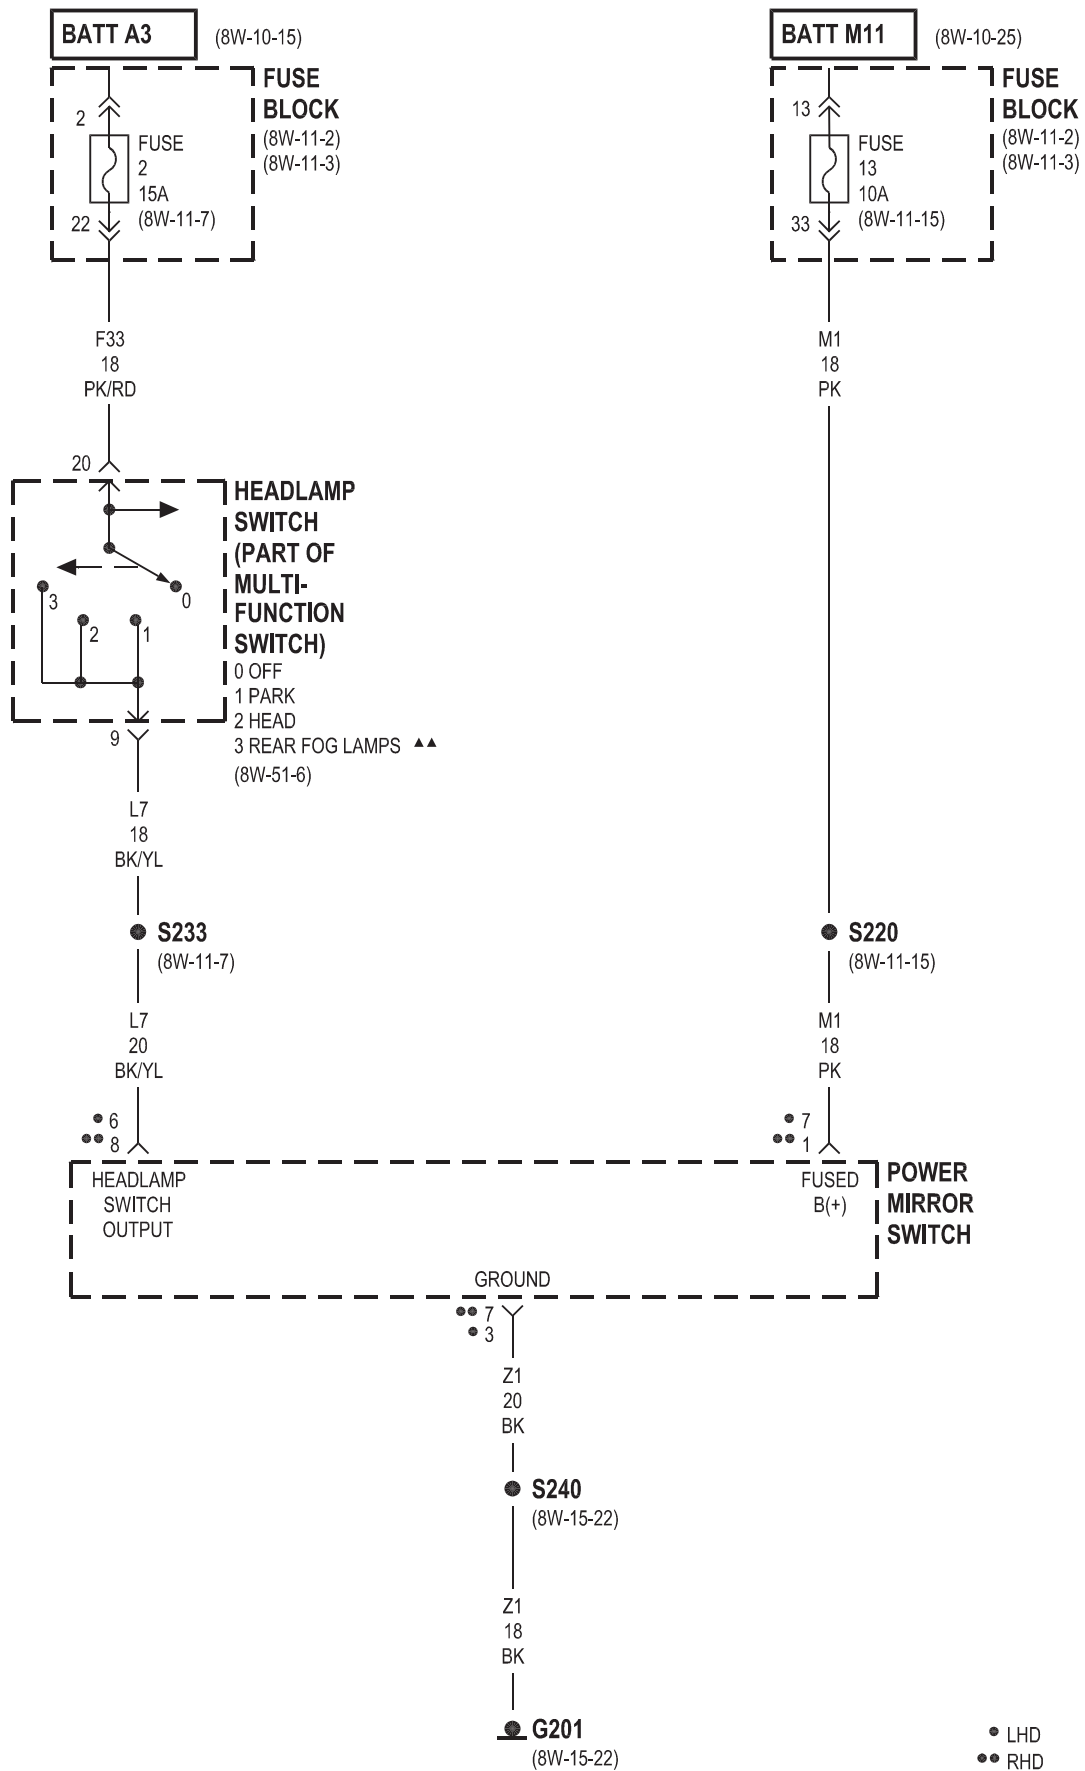 BATT A3
(8W-10-15)
BATT M11
(8W-10-25)
FUSE
BLOCK
(8W-11-2)
(8W-11-3)
2
FUSE
2
15A
(8W-11-7)
22
FUSE
BLOCK
(8W-11-2)
(8W-11-3)
13
FUSE
13
10A
(8W-11-15)
33
F33
18
PK/RD
M1
18
PK
20
HEADLAMP
SWITCH
(PART OF
MULTI-
FUNCTION
SWITCH)
0 OFF
1 PARK
2 HEAD
3 REAR FOG LAMPS ▲▲
(8W-51-6)
3
2
1
0
9
L7
18
BK/YL
S233
(8W-11-7)
S220
(8W-11-15)
L7
20
BK/YL
M1
18
PK
● 6
●● 8
● 7
●● 1
HEADLAMP
SWITCH
OUTPUT
FUSED
B(+)
POWER
MIRROR
SWITCH
GROUND
●● 7
● 3
Z1
20
BK
S240
(8W-15-22)
Z1
18
BK
G201
(8W-15-22)
● LHD
●● RHD